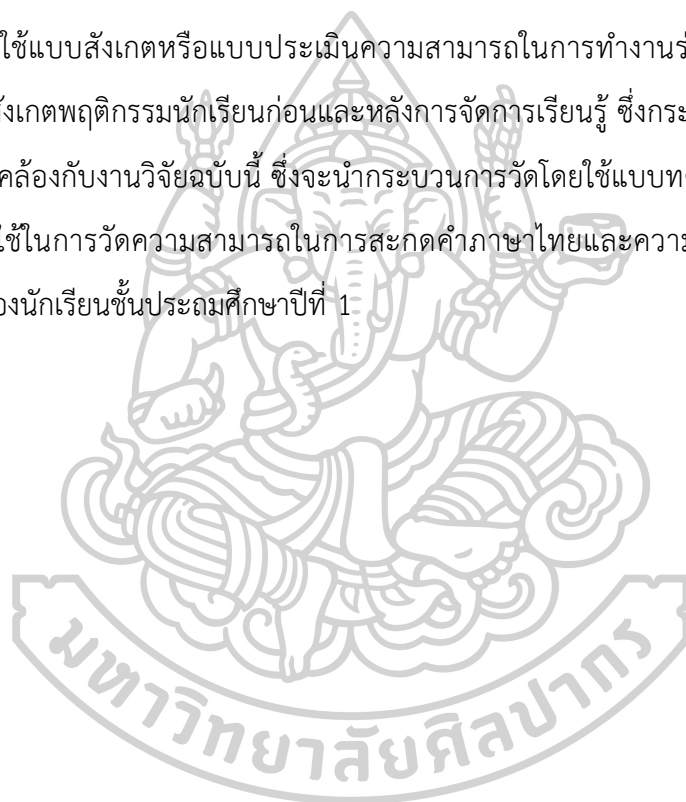 ใช้แบบสังเกตหรือแบบประเมินความสามารถในการทำงานร่
สังเกตพฤติกรรมนักเรียนก่อนและหลังการจัดการเรียนรู้ ซึ่งกระ
คล้องกับงานวิจัยฉบับนี้ ซึ่งจะนำกระบวนการวัดโดยใช้แบบท
ใช้ในการวัดความสามารถในการสะกดคำภาษาไทยและความ
องนักเรียนชั้นประถมศึกษาปีที่ 1
มหาวิทยาลัยศิลปากร